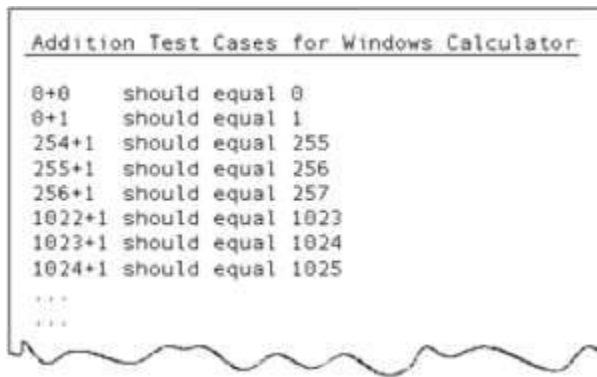 Addition Test Cases for Windows Calculator
0+0 should equal 0
0+1 should equal 1
254+1 should equal 255
255+1 should equal 256
256+1 should equal 257
1022+1 should equal 1023
1023+1 should equal 1024
1024+1 should equal 1025
...
...